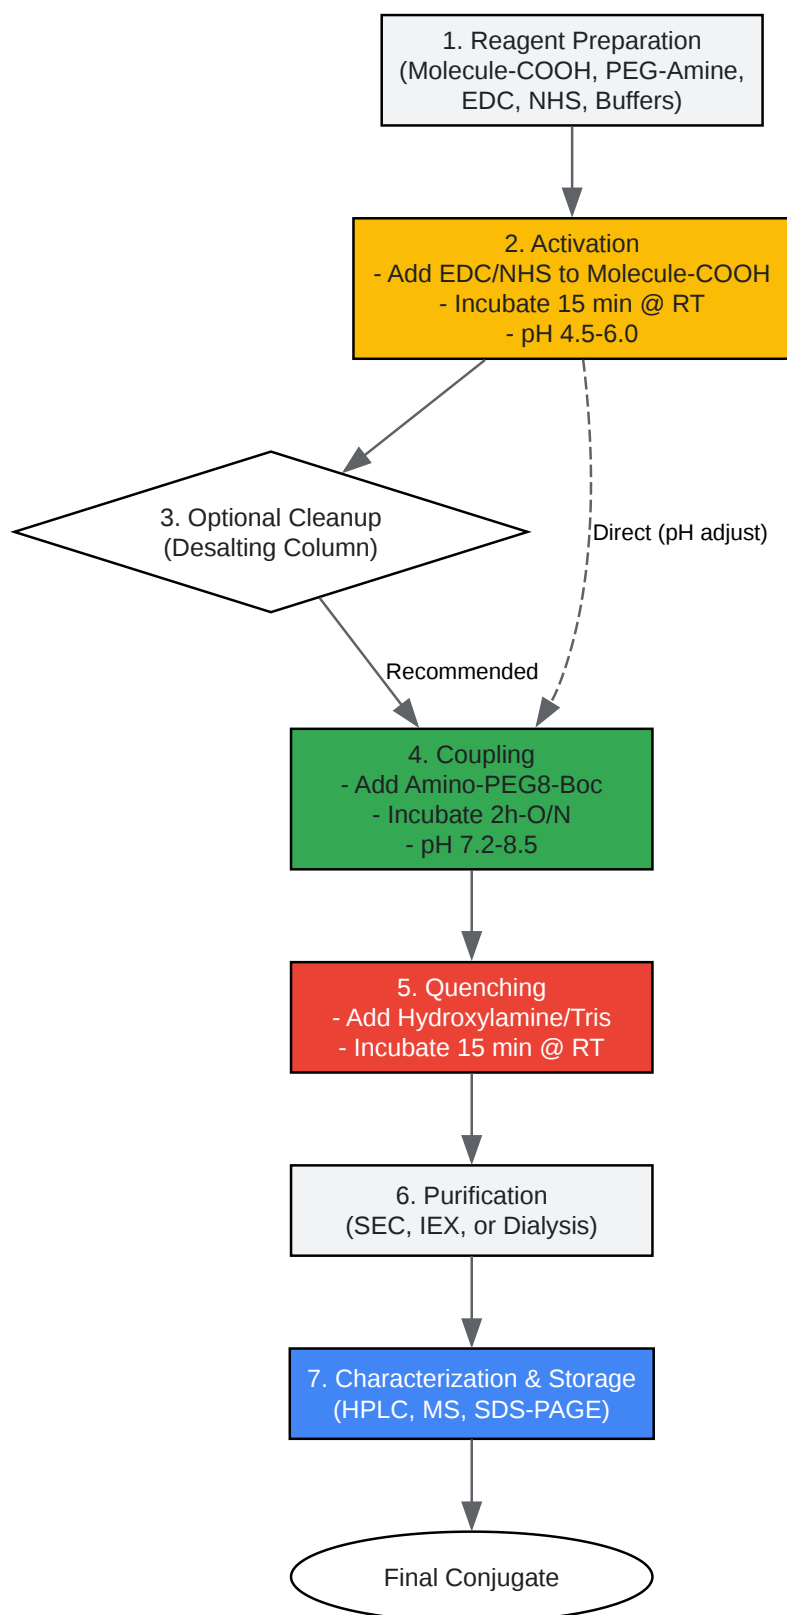 1. Reagent Preparation
(Molecule-COOH, PEG-Amine,
EDC, NHS, Buffers)
2. Activation
- Add EDC/NHS to Molecule-COOH
- Incubate 15 min @ RT
- pH 4.5-6.0
3. Optional Cleanup
(Desalting Column)
Direct (pH adjust)
Recommended
4. Coupling
- Add Amino-PEG8-Boc
- Incubate 2h-O/N
- pH 7.2-8.5
5. Quenching
- Add Hydroxylamine/Tris
- Incubate 15 min @ RT
6. Purification
(SEC, IEX, or Dialysis)
7. Characterization & Storage
(HPLC, MS, SDS-PAGE)
Final Conjugate